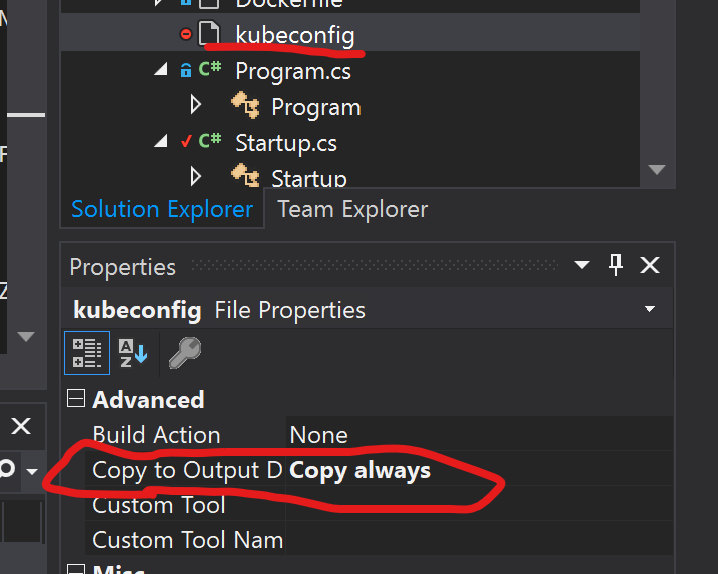 Dockerfile
kubeconfig
C# Program.cs
Program
C# Startup.cs
Startup
Solution Explorer Team Explorer
Properties
kubeconfig File Properties
A
Z
Advanced
Build Action None
Copy to Output D Copy always
Custom Tool
Custom Tool Nam
Misc